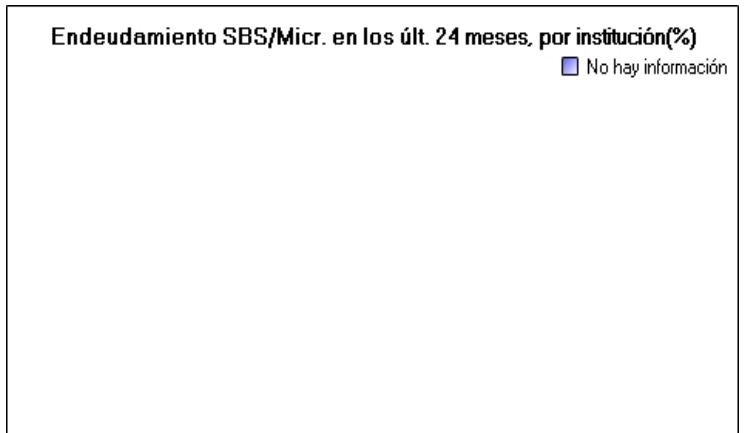 Endeudamiento SBS/Micr. en los últ. 24 meses, por institución(%)
No hay información